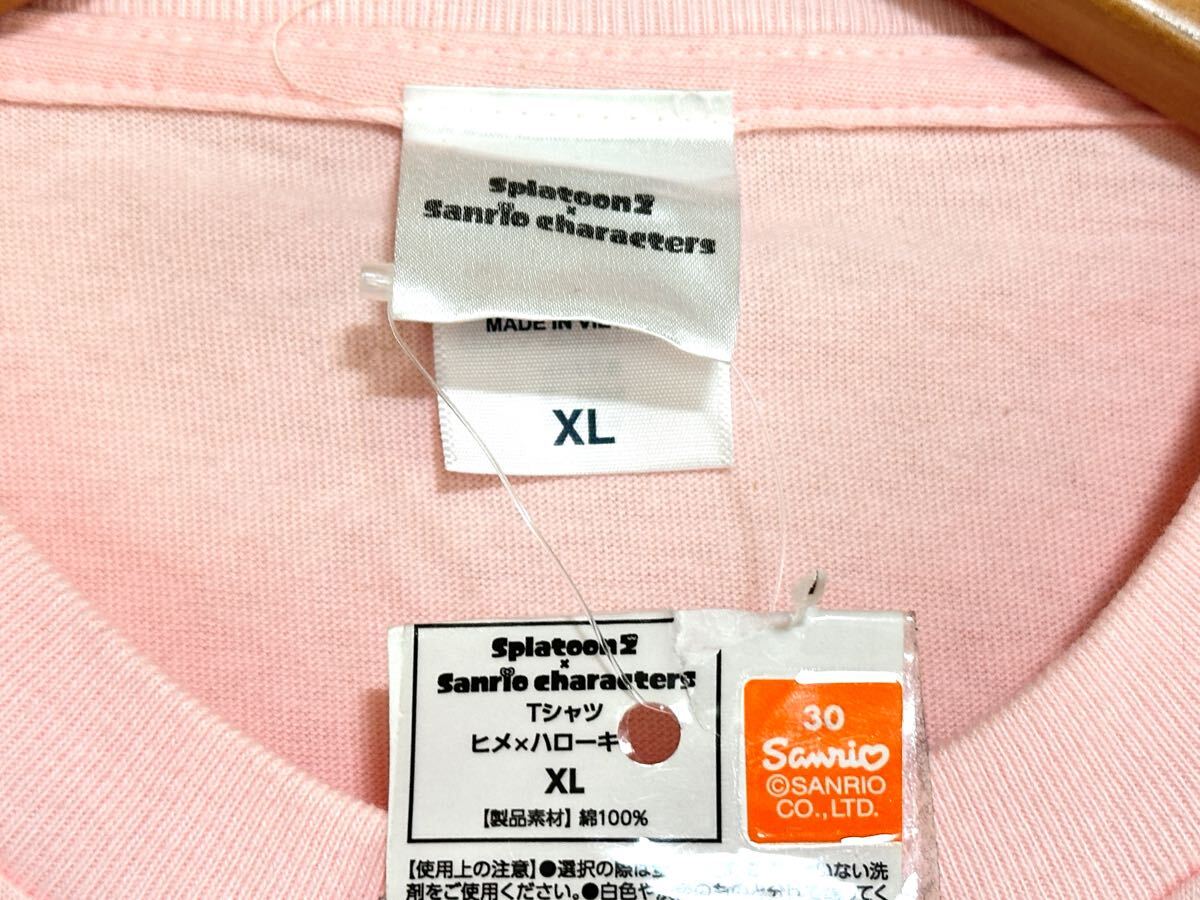 Splatoon2
×
Sanrio characters
MADE IN
XL
Splatoon2
×
Sanrio characters
Tシャツ
ヒメ×ハローキ
XL
【製品素材】綿100%
30
Sanrio
©SANRIO
CO.,LTD.
【使用上の注意】●選択の際は
ない洗
剤をご使用ください。●白色や